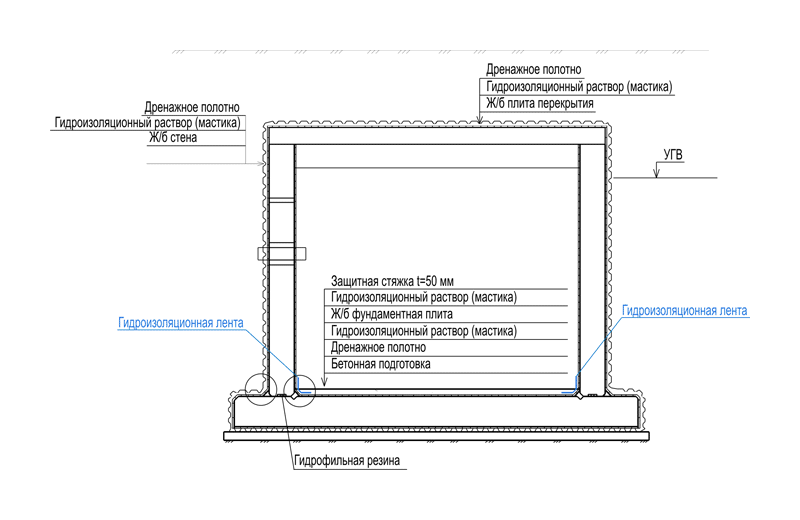 Дренажное полотно
Гидроизоляционный раствор (мастика)
Ж/б плита перекрытия
Дренажное полотно
Гидроизоляционный раствор (мастика)
Ж/б стена
УГВ
Защитная стяжка t=50 мм
Гидроизоляционный раствор (мастика)
Ж/б фундаментная плита
Гидроизоляционный раствор (мастика)
Дренажное полотно
Бетонная подготовка
Гидроизоляционная лента
Гидроизоляционная лента
Гидрофильная резина